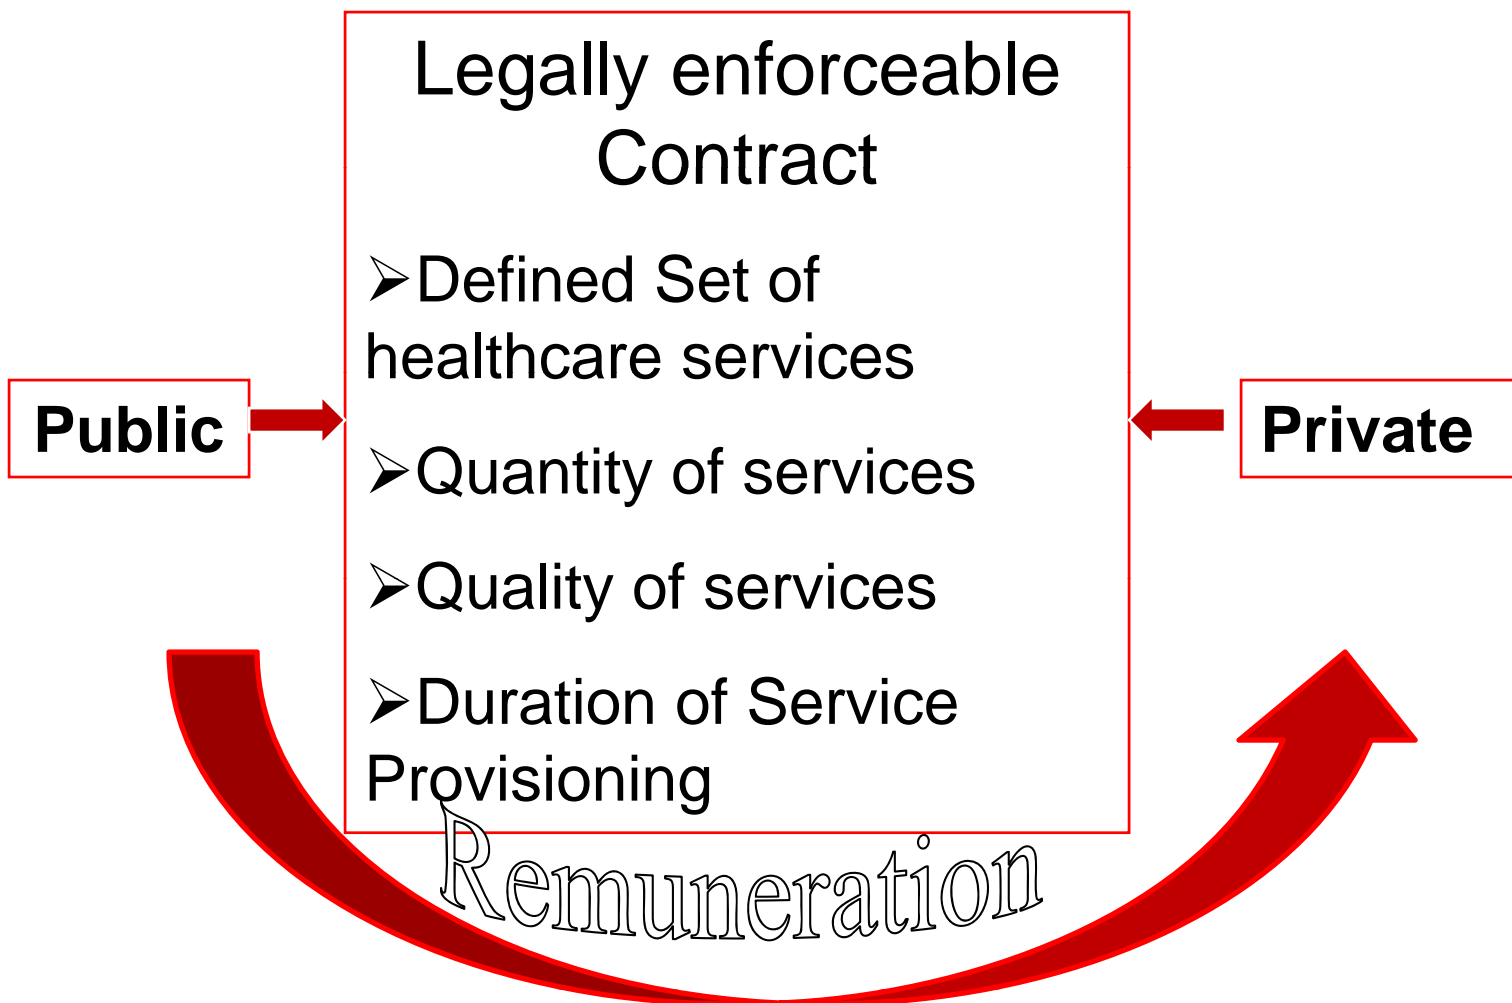 Legally enforceable
Contract
➢Defined Set of
healthcare services
Public
Private
➢Quantity of services
➢Quality of services
➢Duration of Service
Provisioning
Remuneration